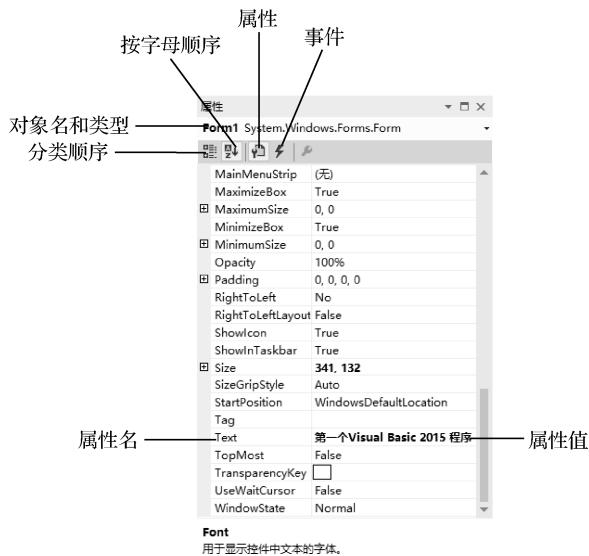 属性
事件
按字母顺序
属性
对象名和类型
Form1 System.Windows.Forms.Form
分类顺序
MainMenuStrip (无)
MaximizeBox True
MaximumSize 0, 0
MinimizeBox True
MinimumSize 0, 0
Opacity 100%
Padding 0, 0, 0, 0
RightToLeft No
RightToLeftLayout False
ShowIcon True
ShowInTaskbar True
Size 341, 132
SizeGripStyle Auto
StartPosition WindowsDefaultLocation
Tag
属性名 Text 第一个Visual Basic 2015 程序 属性值
TopMost False
TransparencyKey
UseWaitCursor False
WindowState Normal
Font
用于显示控件中文本的字体。